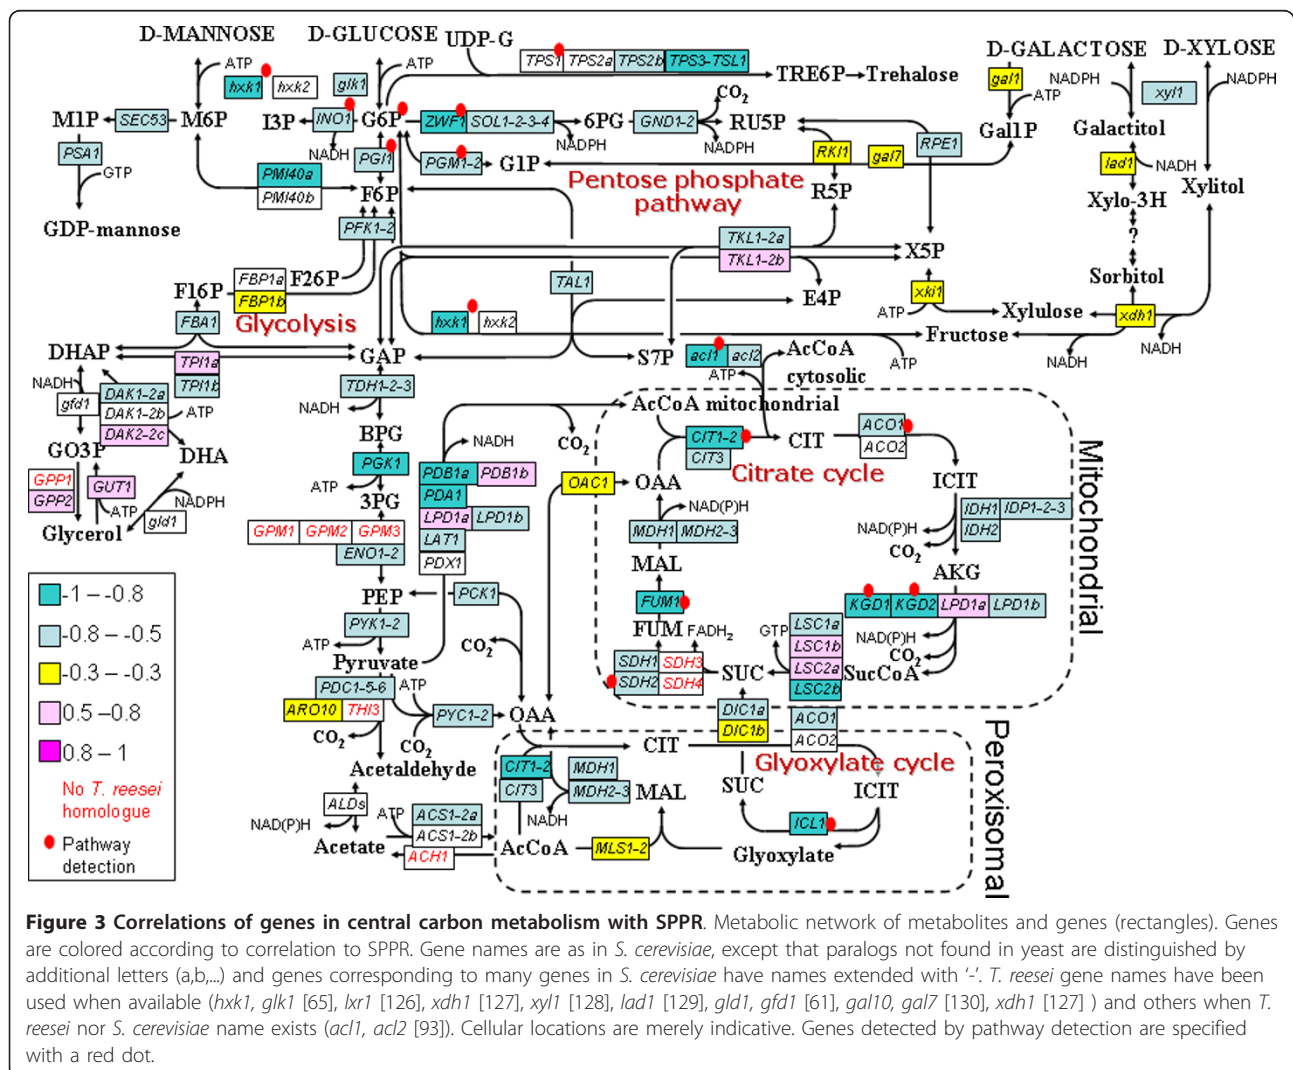 D-MANNOSE
D-GLUCOSE
UDP-G
D-GALACTOSE
D-XYLOSE
TPS1 TPS2a TPS2b TPS3-TSL1
TRE6P Trehalose
ATP
hxk1 hxk2
ATP
glk1
gal1
ATP
NADPH
xyl1
NADPH
M1P SEC53 M6P
I3P INO1 G6P
ZWF1 SOL1-2-3-4
6PG GND1-2
CO2
RU5P
Gal1P
Galactitol
NADH
NADPH
NADPH
PSA1
GTP
PGI1
PGM1-2 G1P
RKI1
gal7
RPE1
lad1
NADH
Pentose phosphate
pathway
PMI40a
PMI40b
F6P
R5P
Xylo-3H
Xylitol
GDP-mannose
PFK1-2
TKL1-2a
TKL1-2b
X5P
?
FBP1a F26P
F16P FBP1b
TAL1
E4P
xki1
Sorbitol
Glycolysis
FBA1
hxk1 hxk2
ATP
Xylulose
xdh1
Fructose
DHAP
TPI1a
TPI1b
GAP
S7P
acl1 acl2
ATP
AcCoA
cytosolic
ATP
NADH
NADH
NADH
gfd1
DAK1-2a
DAK1-2b
DAK2-2c
ATP
TDH1-2-3
NADH
AcCoA mitochondrial
GO3P
DHA
BPG
NADH
CO2
CIT1-2
CIT3
CIT
ACO1
ACO2
Citrate cycle
Mitochondrial
GPP1
GPP2
GUT1
ATP
NADPH
gld1
Glycerol
PGK1
ATP
3PG
PDB1a PDB1b
PDA1
LPD1a LPD1b
LAT1
PDX1
OAC1
OAA
ICIT
NAD(P)H
MDH1 MDH2-3
NAD(P)H
CO2
IDH1 IDP1-2-3
IDH2
GPM1 GPM2 GPM3
ENO1-2
MAL
AKG
PEP
PCK1
FUM1
KGD1 KGD2 LPD1a LPD1b
PYK1-2
ATP
FUM
FADH2
GTP
LSC1a
LSC1b
LSC2a
LSC2b
NAD(P)H
CO2
Pyruvate
CO2
SDH1 SDH3
SDH2 SDH4
SUC
SucCoA
PDC1-5-6
ARO10 THI3
ATP
PYC1-2
OAA
DIC1a
DIC1b
ACO1
ACO2
CO2
CO2
CIT
Acetaldehyde
Glyoxylate cycle
Peroxisomal
CIT1-2
CIT3
MDH1
MDH2-3
MAL
SUC
ICIT
ALDs
NAD(P)H
ATP
ACS1-2a
ACS1-2b
NADH
ICL1
Acetate
ACH1
AcCoA
MLS1-2
Glyoxylate
-1 – -0.8
-0.8 – -0.5
-0.3 – -0.3
0.5 –0.8
0.8 – 1
No T. reesei
homologue
Pathway
detection
Figure 3 Correlations of genes in central carbon metabolism with SPPR. Metabolic network of metabolites and genes (rectangles). Genes
are colored according to correlation to SPPR. Gene names are as in S. cerevisiae, except that paralogs not found in yeast are distinguished by
additional letters (a,b,...) and genes corresponding to many genes in S. cerevisiae have names extended with ‘-’. T. reesei gene names have been
used when available (hxk1, glk1 [65], lxr1 [126], xdh1 [127], xyl1 [128], lad1 [129], gld1, gfd1 [61], gal10, gal7 [130], xdh1 [127] ) and others when T.
reesei nor S. cerevisiae name exists (acl1, acl2 [93]). Cellular locations are merely indicative. Genes detected by pathway detection are specified
with a red dot.